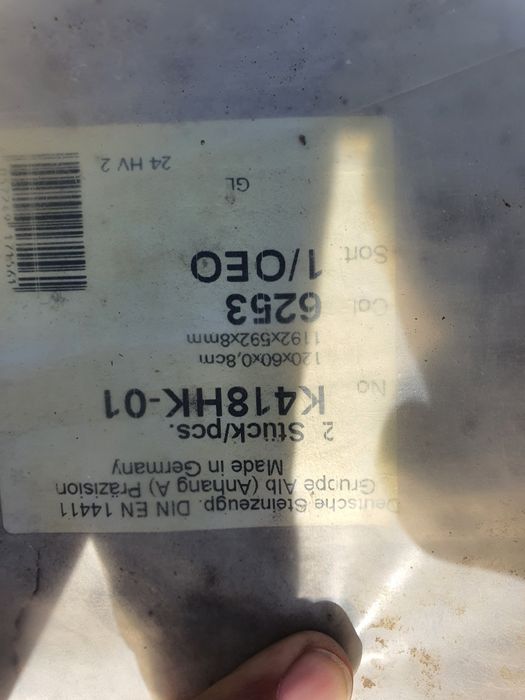 Deutsche Steinzeugp. DIN EN 14411
Gruppe AIb (Anhang A) Präzision
Made in Germany
2 Stück/pcs.
No K418HK-01
120x60x0,8cm
1192x592x8mm
Col. 6253
Sort. 1/OEO
GL
24 HV 2